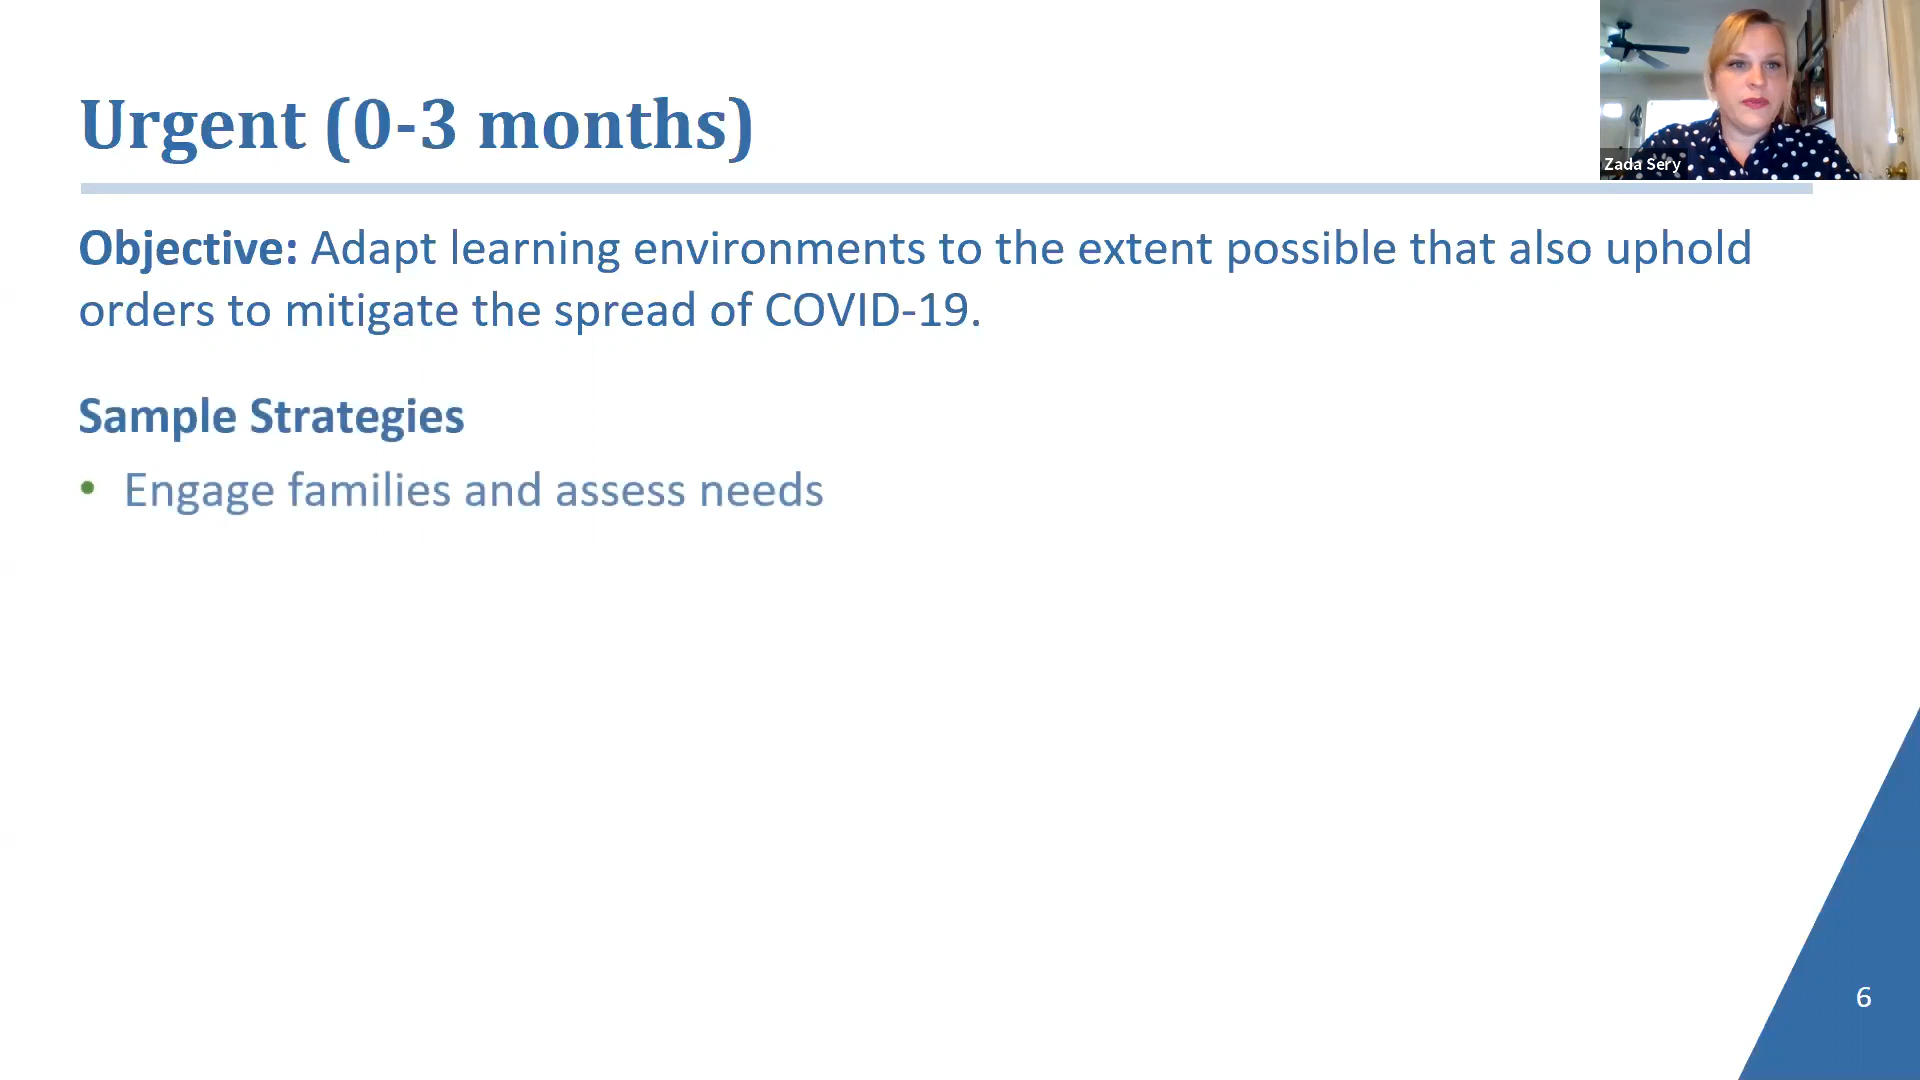 Urgent (0-3 months)
Zada Sery
Objective: Adapt learning environments to the extent possible that also uphold
orders to mitigate the spread of COVID-19.
Sample Strategies
• Engage families and assess needs
6